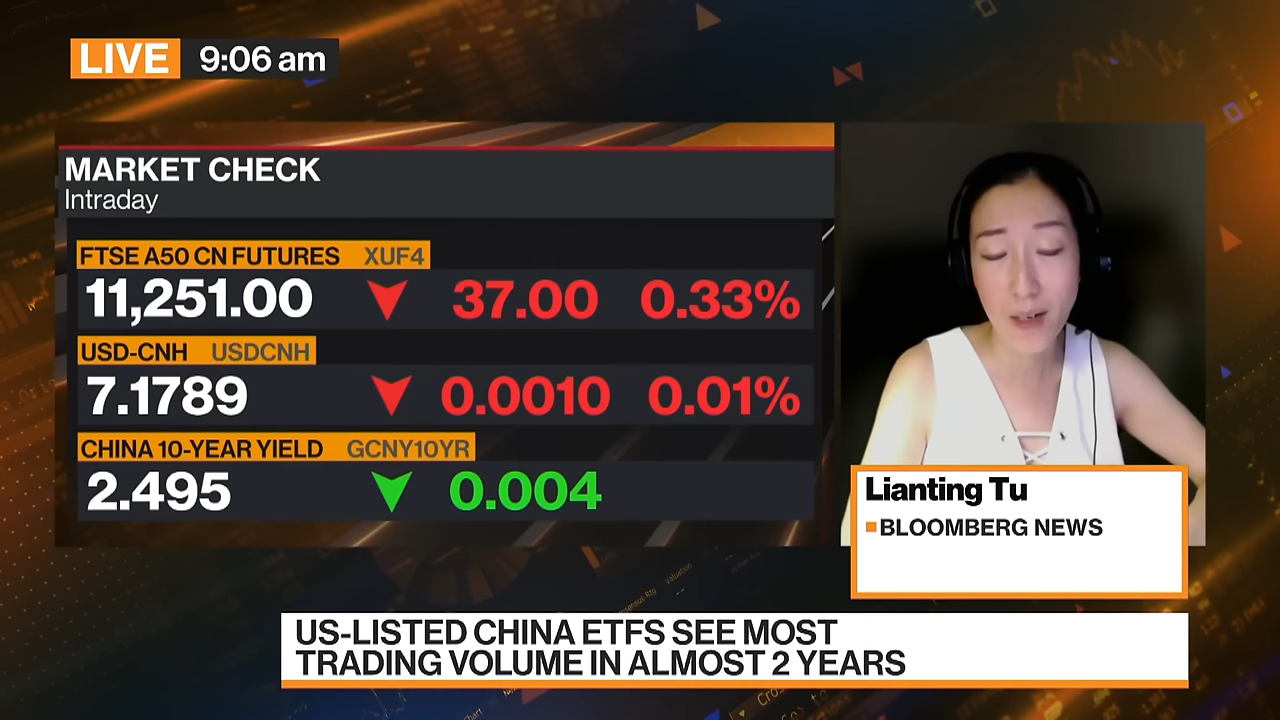 LIVE 9:06 am
MARKET CHECK
Intraday
FTSE A50 CN FUTURES XUF4
11,251.00 37.00 0.33%
USD-CNH USDCNH
7.1789 0.0010 0.01%
CHINA 10-YEAR YIELD GCNY10YR
2.495 0.004
Lianting Tu
BLOOMBERG NEWS
US-LISTED CHINA ETFS SEE MOST
TRADING VOLUME IN ALMOST 2 YEARS
Valuation